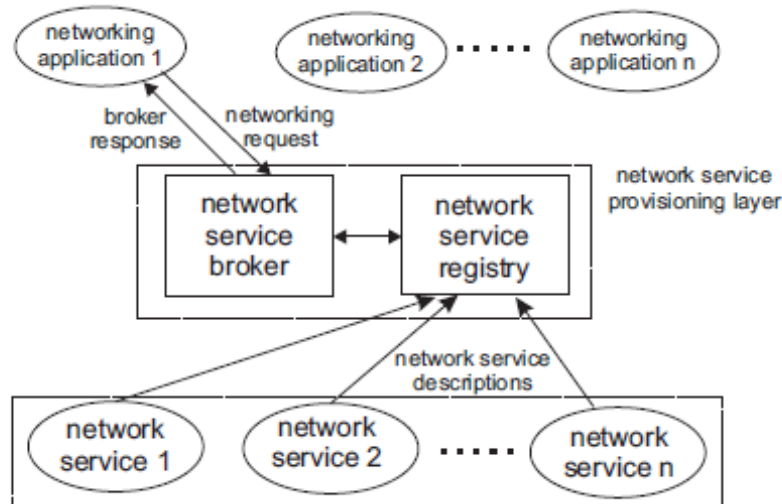 networking
application 1
networking
application 2
networking
application n
broker
response
networking
request
network service
provisioning layer
network
service
broker
network
service
registry
network service
descriptions
network
service 1
network
service 2
network
service n